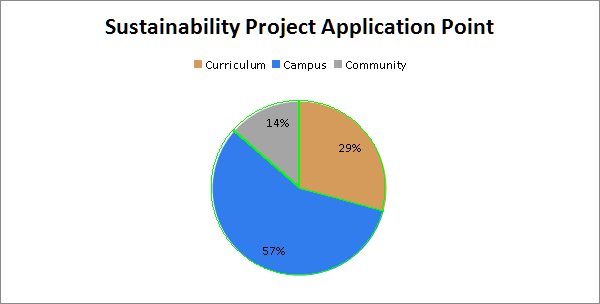 Sustainability Project Application Point
Curriculum Campus Community
14%
29%
57%